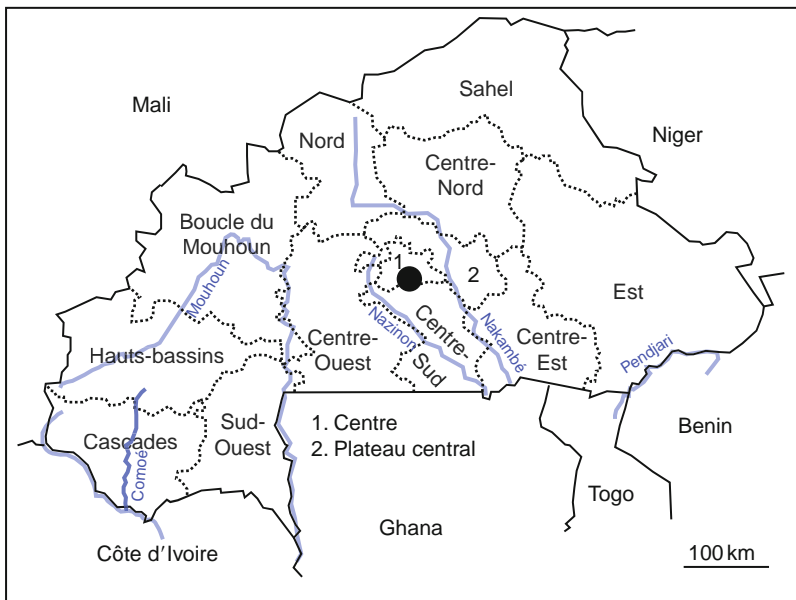 Sahel
Mali
Niger
Nord
Centre-
Nord
Boucle du
Mouhoun
Mouhoun
1
2
Est
Nazinon
Centre-
Sud
Nakambé
Centre-
Ouest
Centre-
Est
Pendjari
Hauts-bassins
Sud-
Ouest
Cascades
Comoé
1. Centre
2. Plateau central
Benin
Togo
Ghana
Côte d'Ivoire
100 km